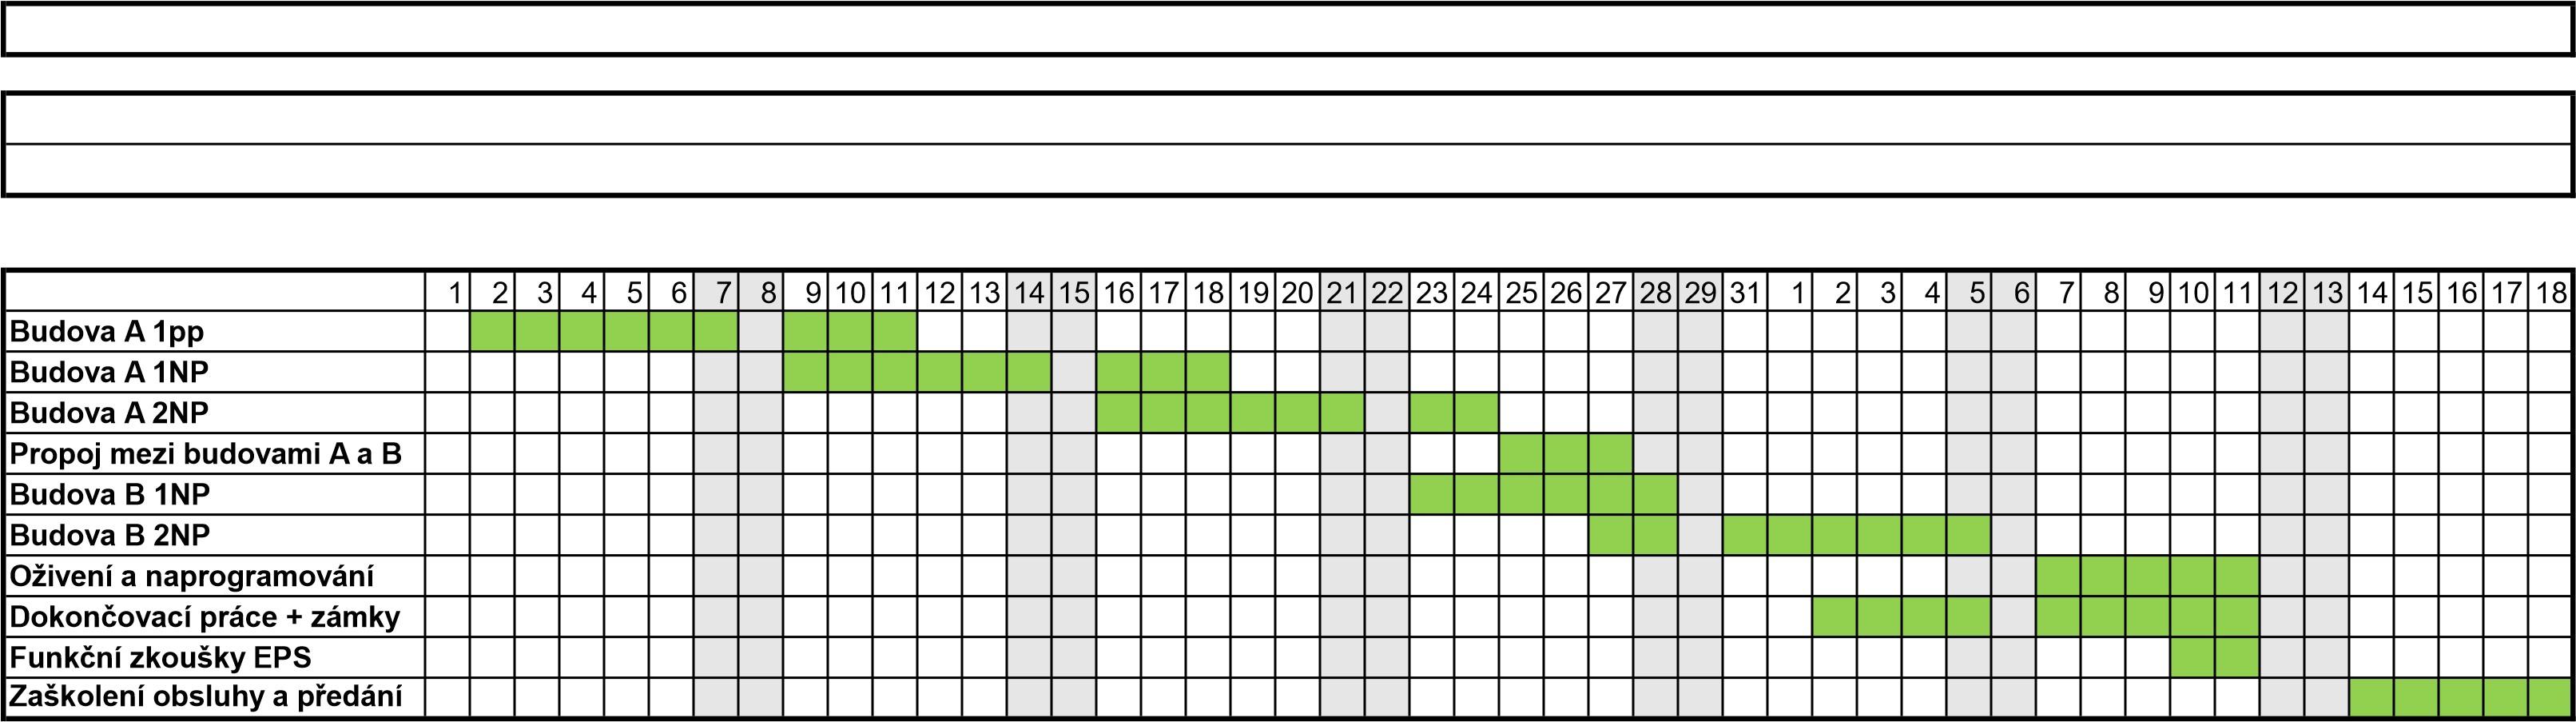 1 2 3 4 5 6 7 8 9 10 11 12 13 14 15 16 17 18 19 20 21 22 23 24 25 26 27 28 29 31 1 2 3 4 5 6 7 8 9 10 11 12 13 14 15 16 17 18
Budova A 1pp
Budova A 1NP
Budova A 2NP
Propoj mezi budovami A a B
Budova B 1NP
Budova B 2NP
Oživení a naprogramování
Dokončovací práce + zámky
Funkční zkoušky EPS
Zaškolení obsluhy a předání